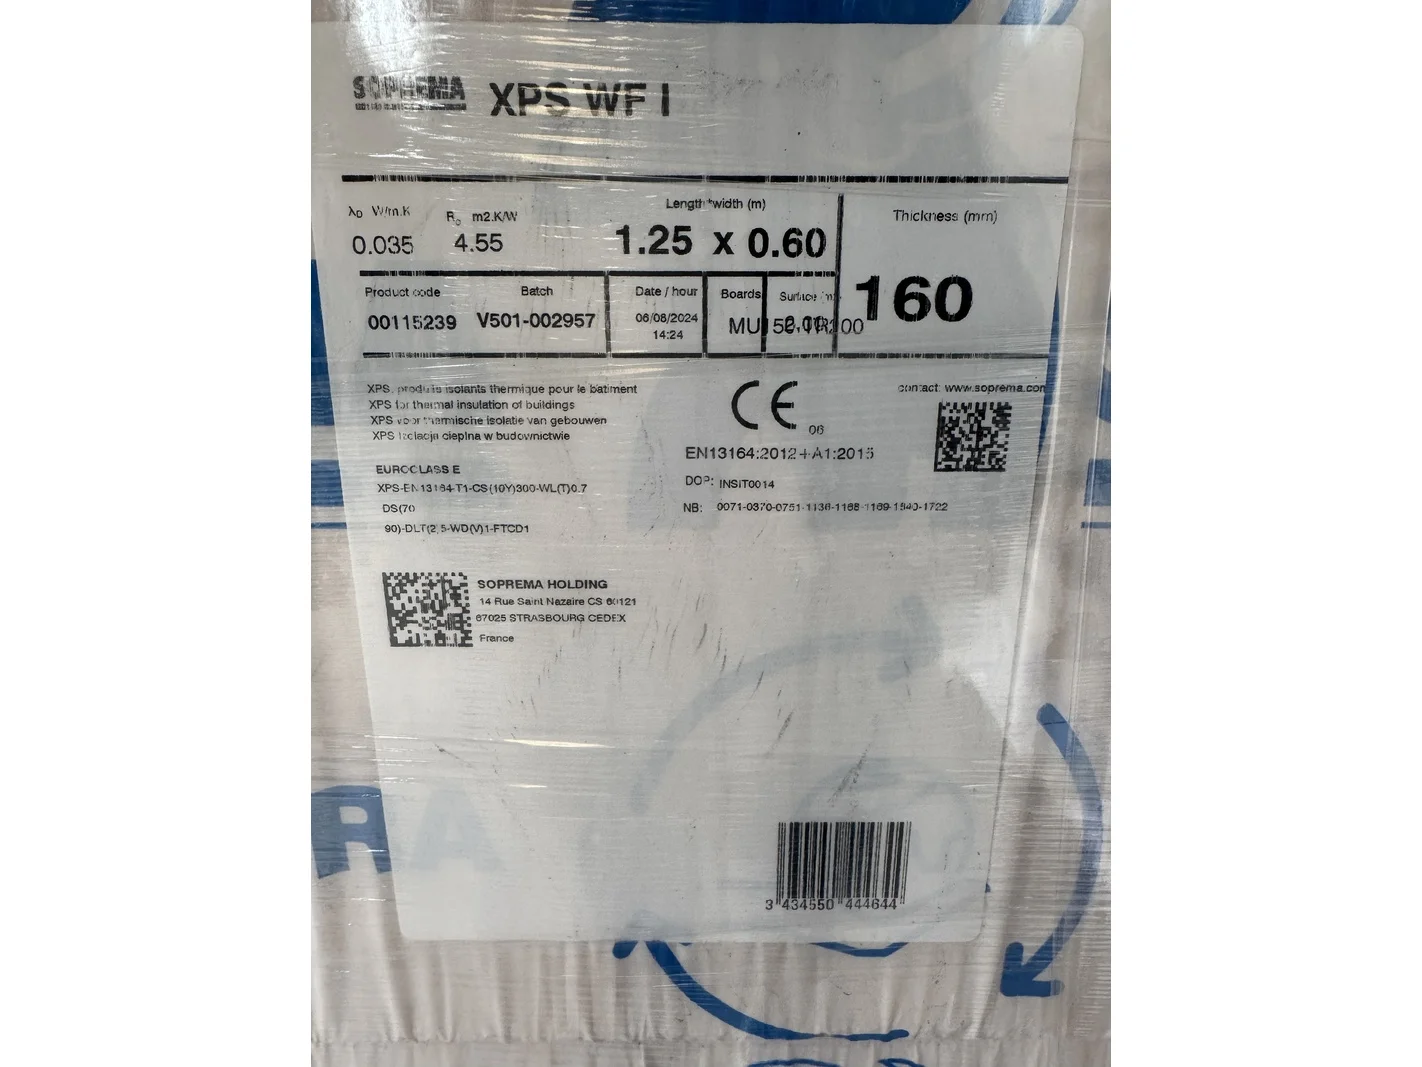 SOPREMA XPS WF I
λD W/m.K
RD m2.K/W
Length*width (m)
Thickness (mm)
0.035
4.55
1.25 x 0.60
160
Product code
Batch
Date / hour
Boards
Surface
00115239
V501-002957
06/08/2024
14:24
XPS, produits isolants thermique pour le batiment
XPS for thermal insulation of buildings
XPS voor thermische isolatie van gebouwen
XPS Izolacja cieplna w budownictwie
CE 06
contact: www.soprema.com
EN13164:2012+A1:2015
EUROCLASS E
XPS-EN13164-T1-CS(10Y)300-WL(T)0.7
DS(70
90)-DLT(2,5-WD(V)1-FTCD1
DOP: INSIT0014
NB: 0071-0370-0751-1136-1168-1169-1640-1722
SOPREMA HOLDING
14 Rue Saint Nazaire CS 60121
67025 STRASBOURG CEDEX
France
RA
3 434550 444644